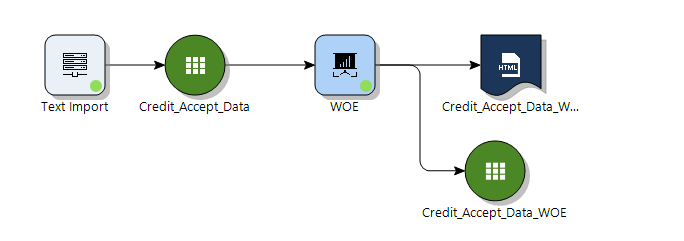 HTML
Text Import
Credit_Accept_Data
WOE
Credit_Accept_Data_W...
Credit_Accept_Data_WOE